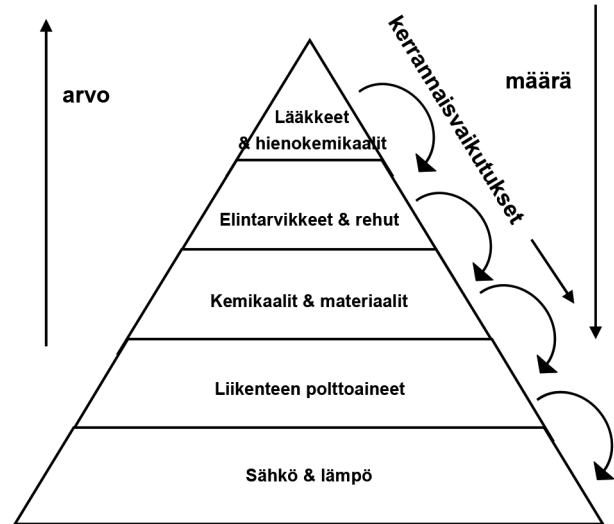 arvo
kerrannaisvaikutukset
määrä
Lääkkeet
& hienokemikaalit
Elintarvikkeet & rehut
Kemikaalit & materiaalit
Liikenteen polttoaineet
Sähkö & lämpö